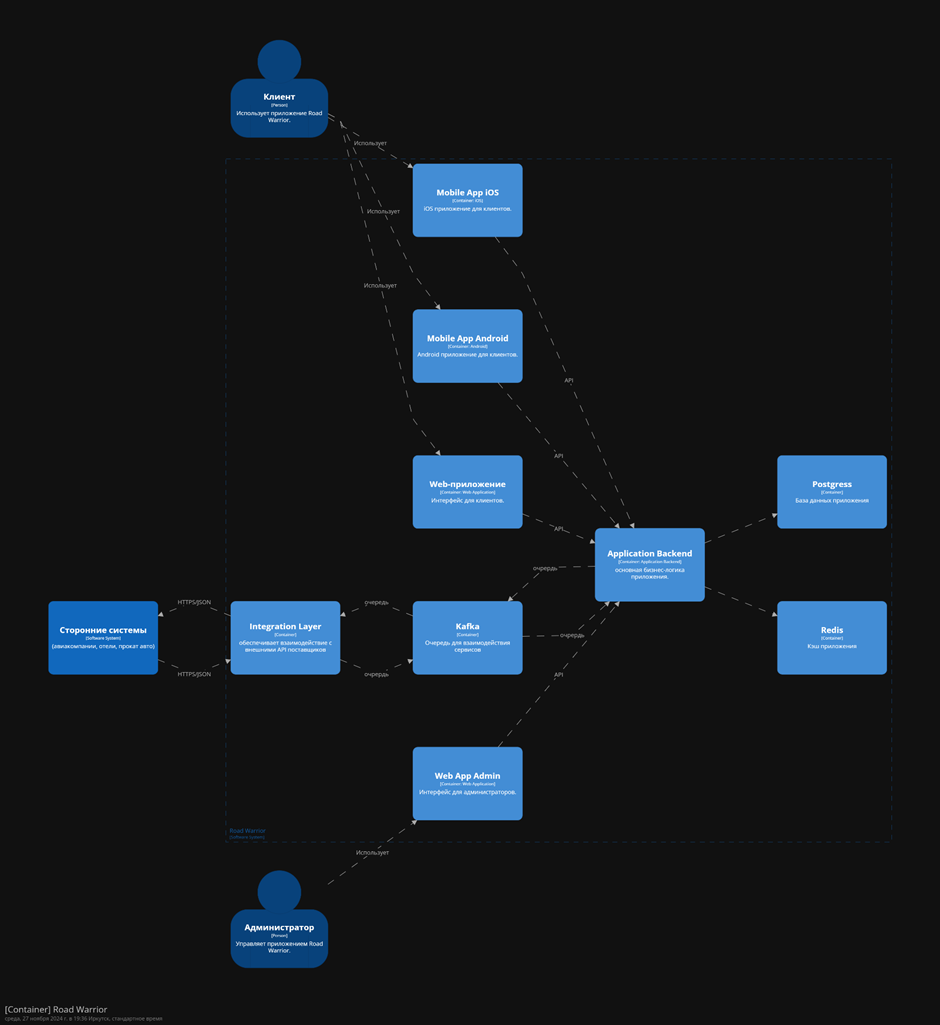 Клиент
[Person]
Использует приложение Road
Warrior.
Использует
Mobile App iOS
[Container: iOS]
iOS приложение для клиентов.
Использует
Использует
Mobile App Android
[Container: Android]
Android приложение для клиентов.
API
API
Web-приложение
[Container: Web Application]
Интерфейс для клиентов.
Postgress
[Container]
База данных приложения
API
Application Backend
[Container: Application Backend]
основная бизнес-логика
приложения.
очрердь
HTTPS/JSON
очередь
Сторонние системы
[Software System]
(авиакомпании, отели, прокат авто)
Integration Layer
[Container]
обеспечивает взаимодействие с
внешними API поставщиков
Kafka
[Container]
Очередь для взаимодействия
сервисов
очрердь
Redis
[Container]
Кэш приложения
HTTPS/JSON
очрердь
API
Web App Admin
[Container: Web Application]
Интерфейс для администраторов.
Road Warrior
[Software System]
Использует
Администратор
[Person]
Управляет приложением Road
Warrior.
[Container] Road Warrior
среда, 27 ноября 2024 г. в 19:36 Иркутск, стандартное время